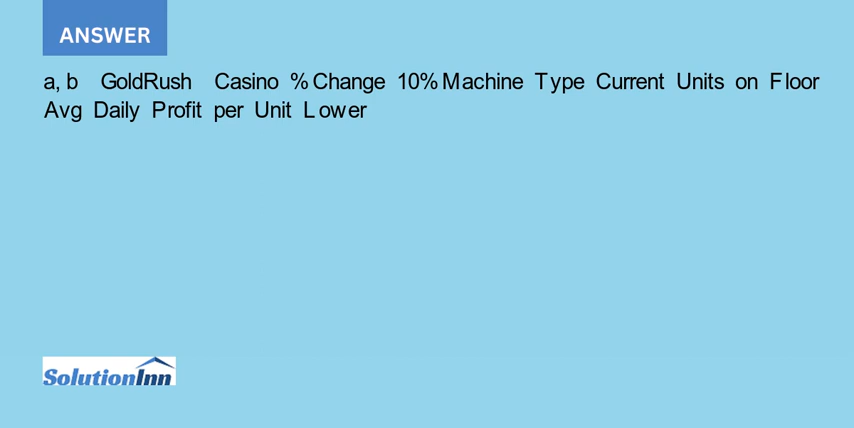 ANSWER
a, b GoldRush Casino % Change 10% Machine Type Current Units on Floor
Avg Daily Profit per Unit Lower
SolutionInn